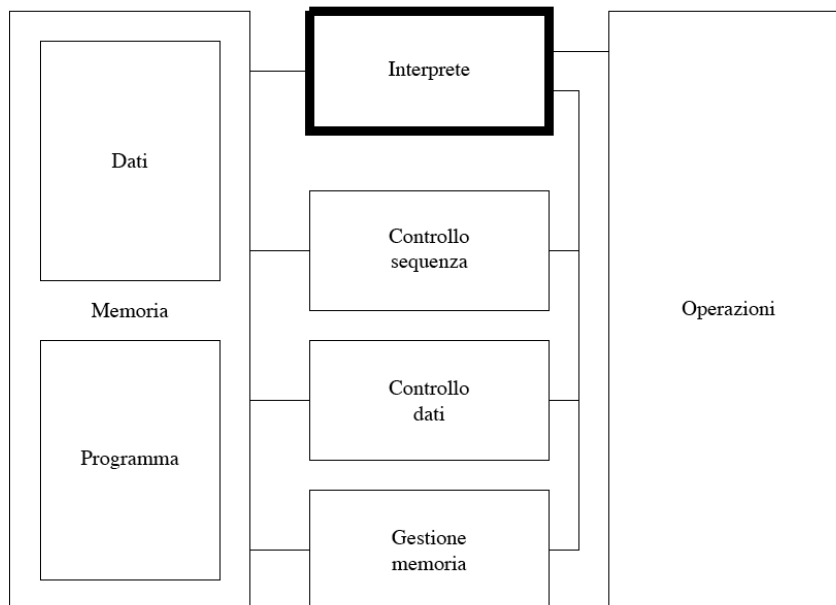 Interprete
Dati
Controllo
sequenza
Memoria
Operazioni
Controllo
dati
Programma
Gestione
memoria